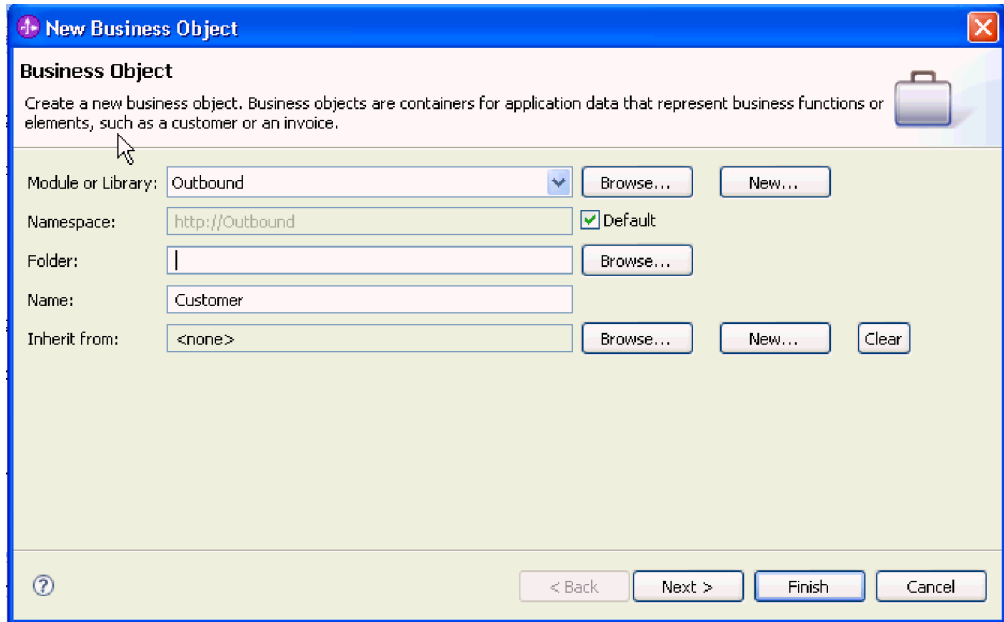 New Business Object
Business Object
Create a new business object. Business objects are containers for application data that represent business functions or
elements, such as a customer or an invoice.
Module or Library: Outbound Browse... New...
Namespace: http://Outbound Default
Folder: Browse...
Name: Customer
Inherit from: <none> Browse... New... Clear
< Back Next > Finish Cancel